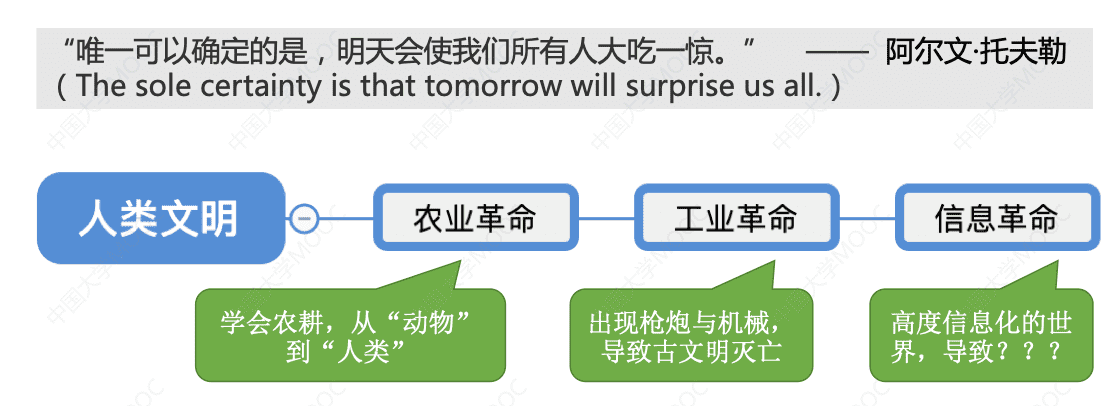 “唯一可以确定的是，明天会使我们所有人大吃一惊。” —— 阿尔文·托夫勒
（The sole certainty is that tomorrow will surprise us all.）
人类文明
农业革命
工业革命
信息革命
学会农耕，从“动物”
到“人类”
出现枪炮与机械，
导致古文明灭亡
高度信息化的世
界，导致？？？
中国大学MOOC